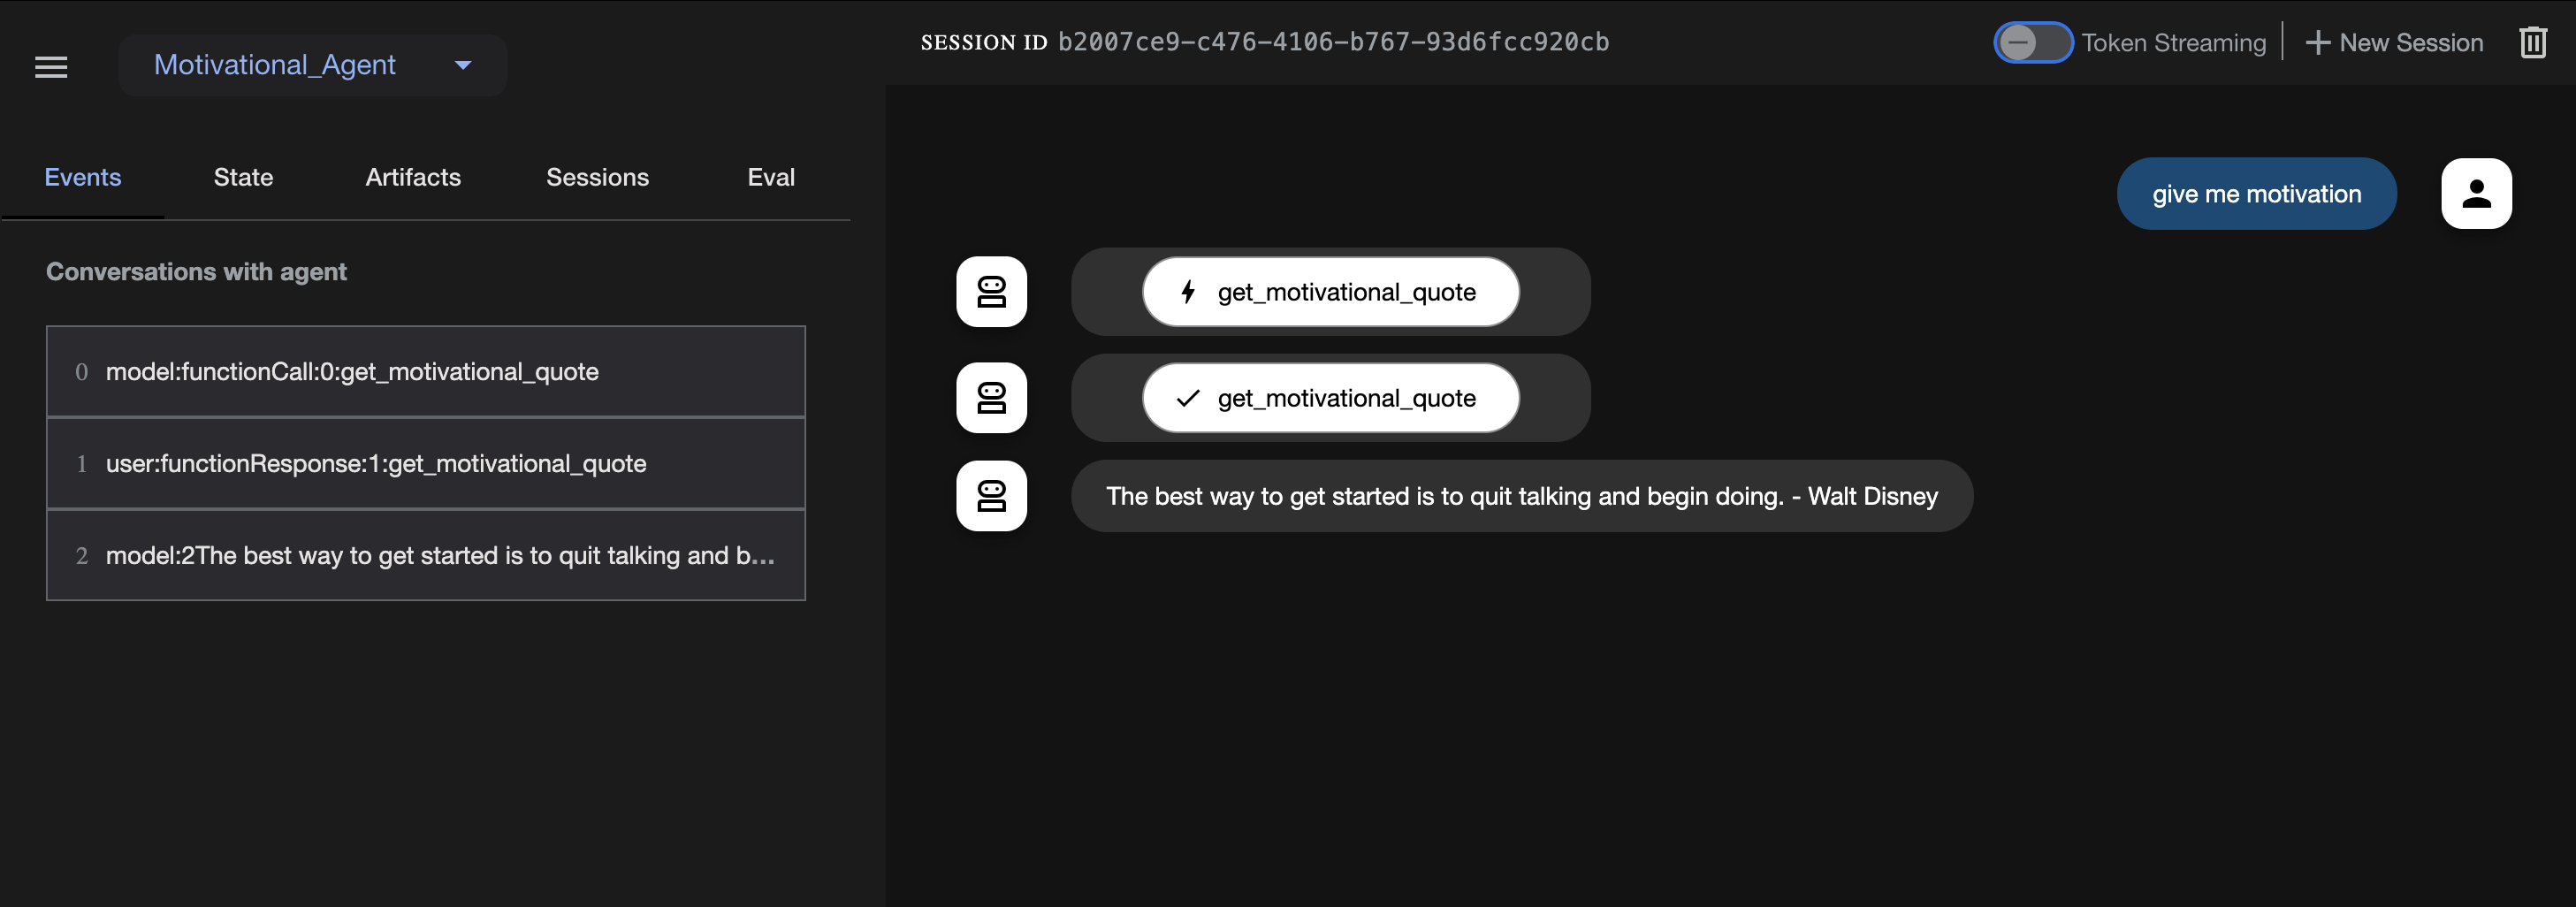 Motivational_Agent
SESSION ID b2007ce9-c476-4106-b767-93d6fcc920cb
Token Streaming
New Session
Events State Artifacts Sessions Eval
Conversations with agent
0 model:functionCall:0:get_motivational_quote
1 user:functionResponse:1:get_motivational_quote
2 model:2The best way to get started is to quit talking and b...
give me motivation
get_motivational_quote
get_motivational_quote
The best way to get started is to quit talking and begin doing. - Walt Disney